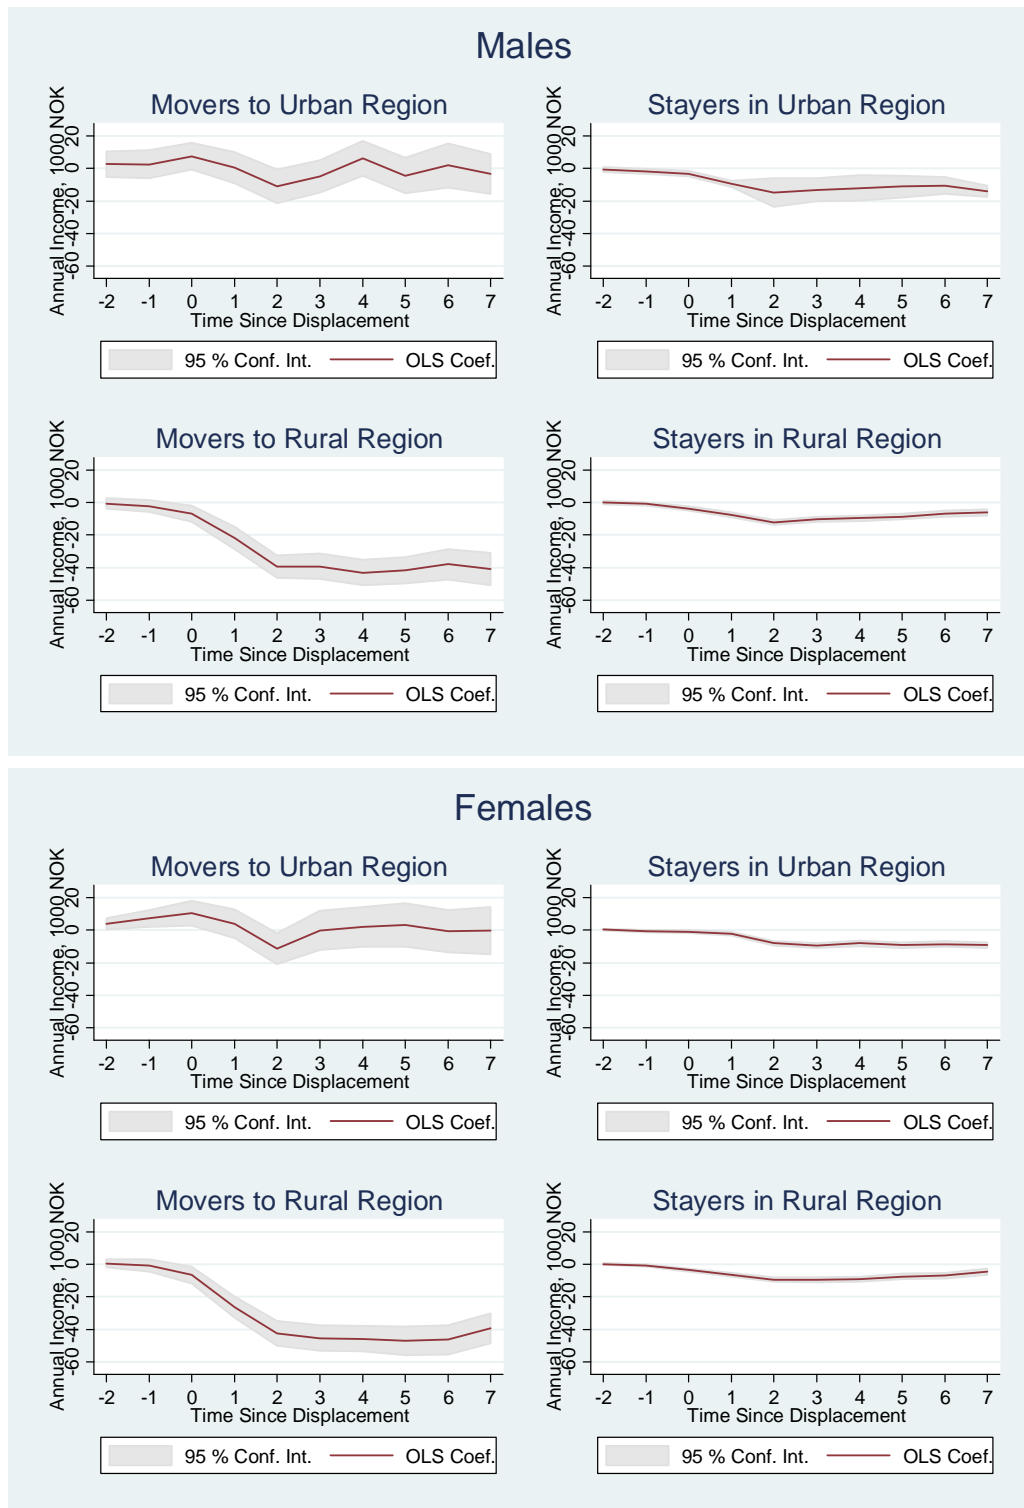 Males
Movers to Urban Region
Annual Income, 1000 NOK
20
0
-20
-40
-60
-2 -1 0 1 2 3 4 5 6 7
Time Since Displacement
95 % Conf. Int. OLS Coef.
Stayers in Urban Region
Annual Income, 1000 NOK
20
0
-20
-40
-60
-2 -1 0 1 2 3 4 5 6 7
Time Since Displacement
95 % Conf. Int. OLS Coef.
Movers to Rural Region
Annual Income, 1000 NOK
20
0
-20
-40
-60
-2 -1 0 1 2 3 4 5 6 7
Time Since Displacement
95 % Conf. Int. OLS Coef.
Stayers in Rural Region
Annual Income, 1000 NOK
20
0
-20
-40
-60
-2 -1 0 1 2 3 4 5 6 7
Time Since Displacement
95 % Conf. Int. OLS Coef.
Females
Movers to Urban Region
Annual Income, 1000 NOK
20
0
-20
-40
-60
-2 -1 0 1 2 3 4 5 6 7
Time Since Displacement
95 % Conf. Int. OLS Coef.
Stayers in Urban Region
Annual Income, 1000 NOK
20
0
-20
-40
-60
-2 -1 0 1 2 3 4 5 6 7
Time Since Displacement
95 % Conf. Int. OLS Coef.
Movers to Rural Region
Annual Income, 1000 NOK
20
0
-20
-40
-60
-2 -1 0 1 2 3 4 5 6 7
Time Since Displacement
95 % Conf. Int. OLS Coef.
Stayers in Rural Region
Annual Income, 1000 NOK
20
0
-20
-40
-60
-2 -1 0 1 2 3 4 5 6 7
Time Since Displacement
95 % Conf. Int. OLS Coef.